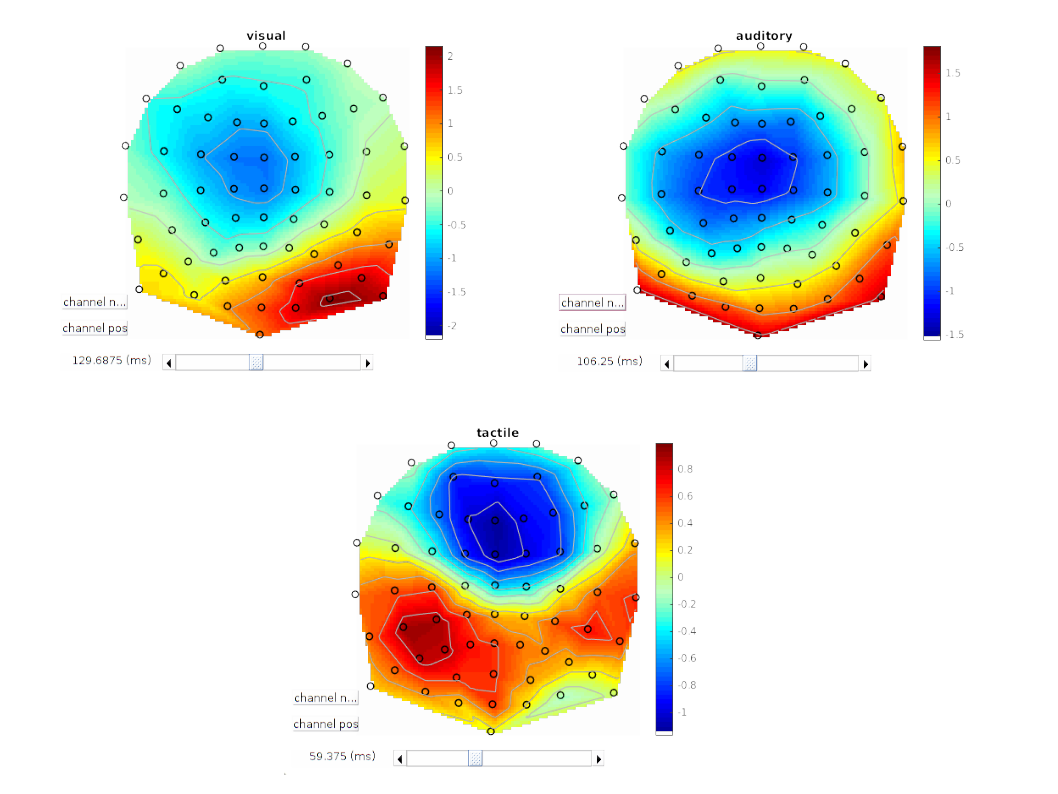 visual
2
1.5
1
0.5
0
-0.5
-1
-1.5
-2
channel n...
channel pos
129.6875 (ms)
auditory
1.5
1
0.5
0
-0.5
-1
-1.5
channel n...
channel pos
106.25 (ms)
tactile
0.8
0.6
0.4
0.2
0
-0.2
-0.4
-0.6
-0.8
-1
channel n...
channel pos
59.375 (ms)